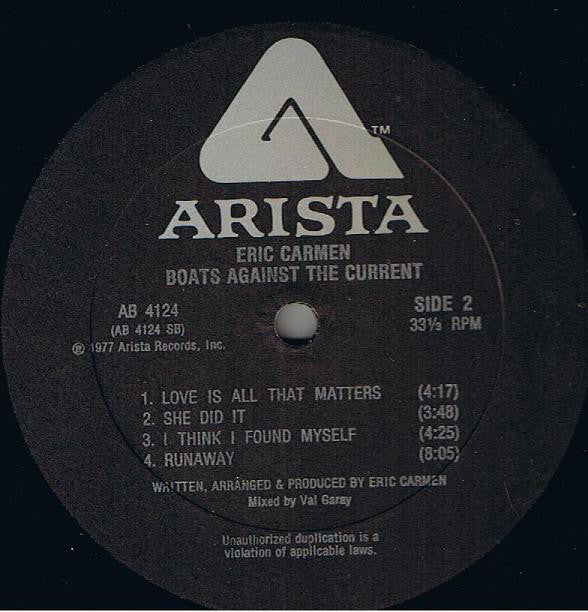 TM
ARISTA
ERIC CARMEN
BOATS AGAINST THE CURRENT
AB 4124
(AB 4124 SB)
℗ 1977 Arista Records, Inc.
SIDE 2
33⅓ RPM
1. LOVE IS ALL THAT MATTERS (4:17)
2. SHE DID IT (3:48)
3. I THINK I FOUND MYSELF (4:25)
4. RUNAWAY (8:05)
WRITTEN, ARRANGED & PRODUCED BY ERIC CARMEN
Mixed by Val Garay
Unauthorized duplication is a
violation of applicable laws.